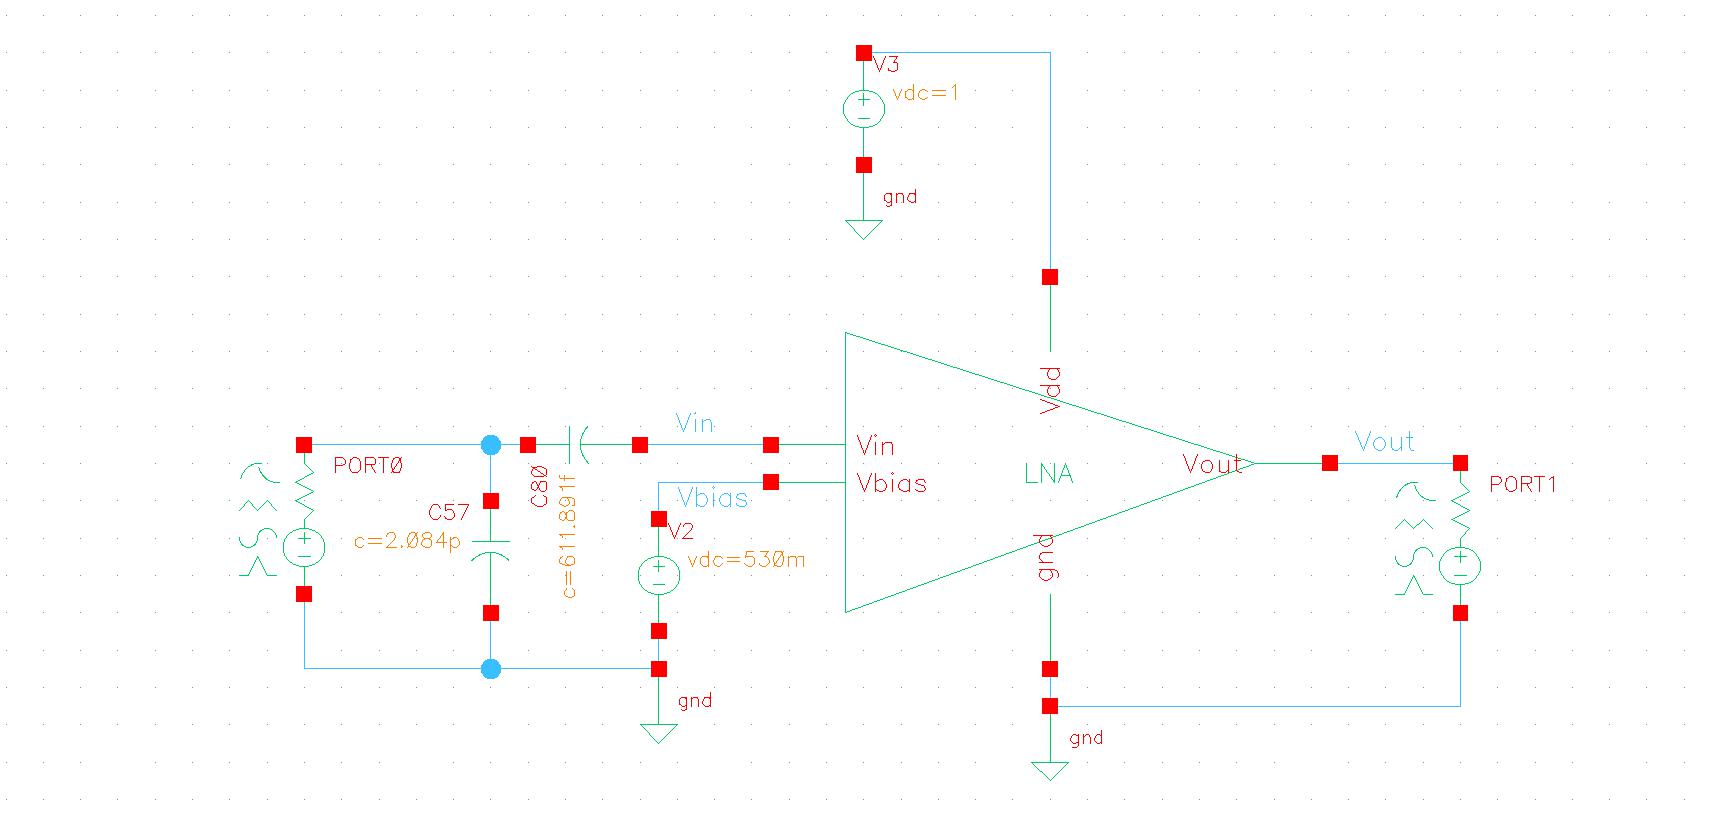 V3
vdc=1
gnd
Vdd
Vin
Vin
PORT0
C80
c=611.891f
Vbias
Vbias
C57
c=2.084p
V2
vdc=530m
LNA
Vout
Vout
PORT1
gnd
gnd
gnd